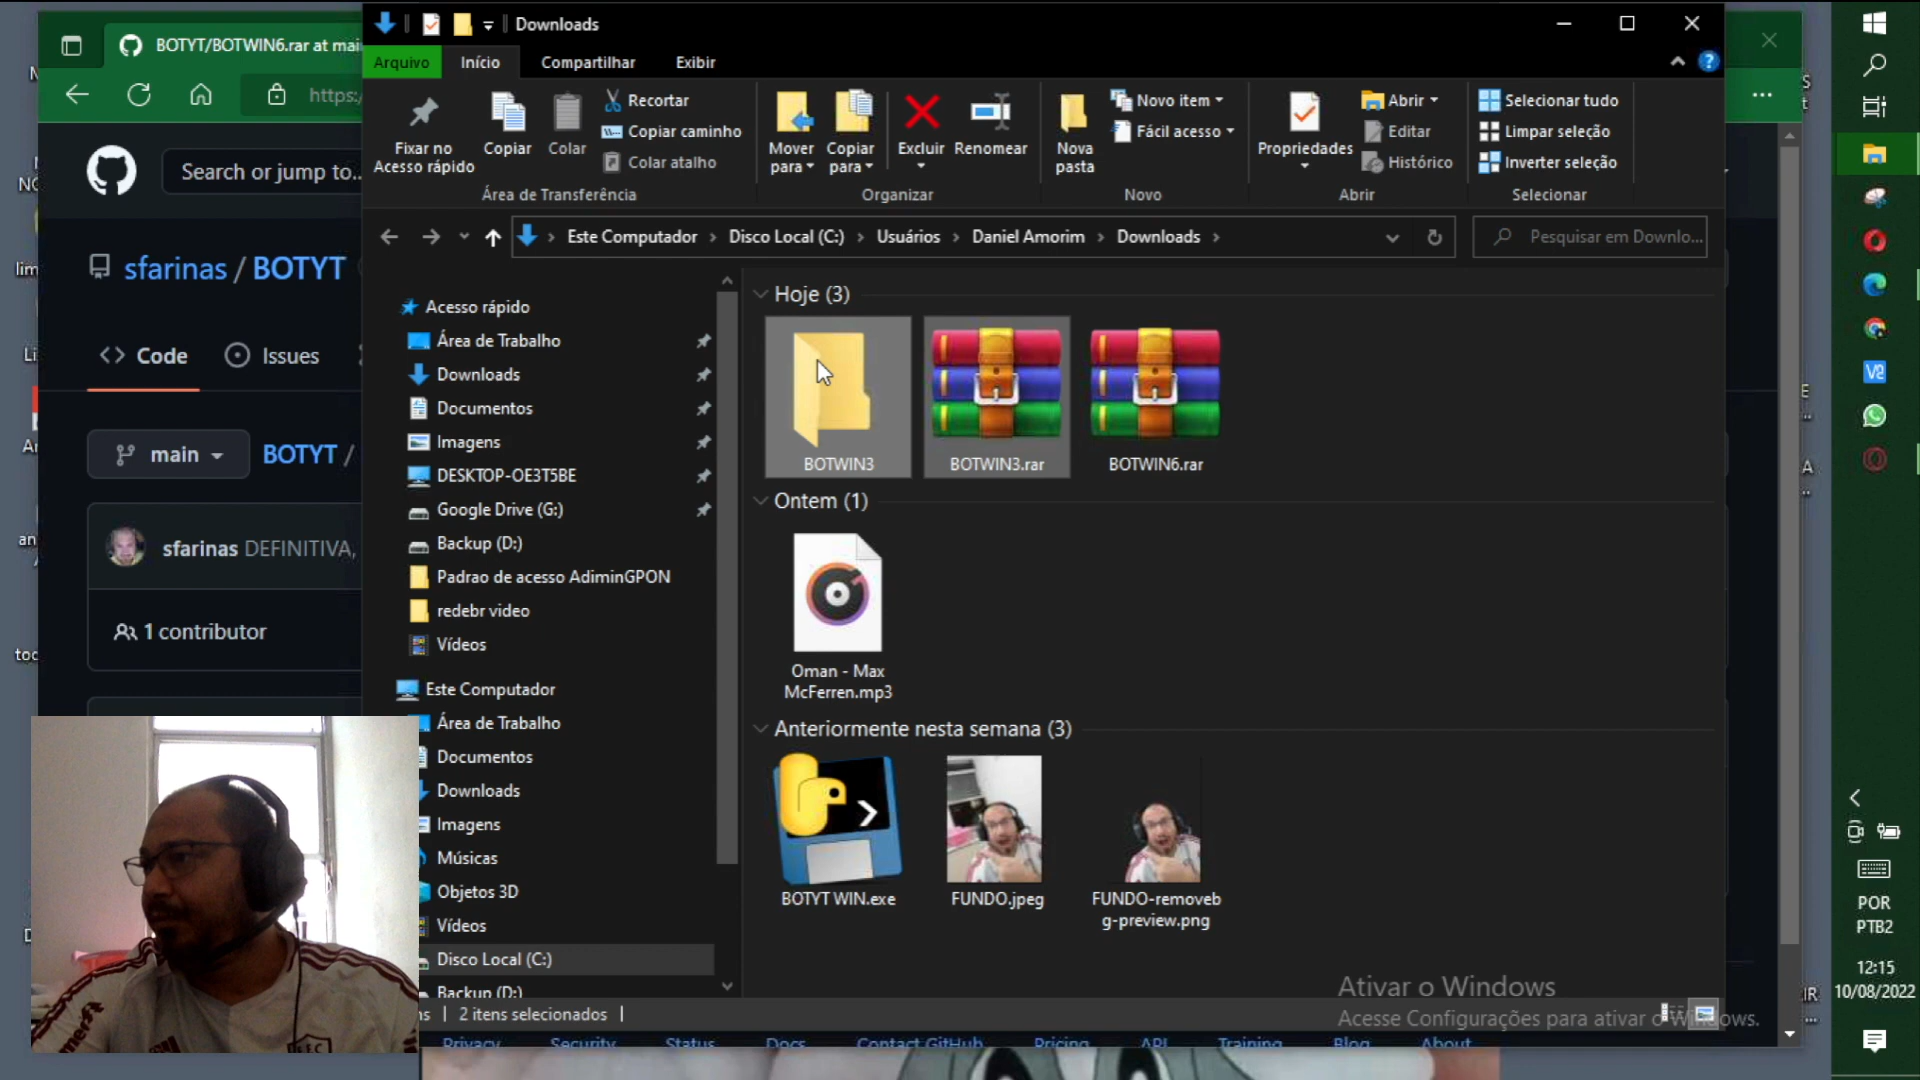 Downloads
BOTYT/BOTWIN6.rar at mai
Arquivo
Início
Compartilhar
Exibir
https:/
Fixar no
Acesso rápido
Copiar
Colar
Recortar
Copiar caminho
Colar atalho
Área de Transferência
Mover
para
Copiar
para
Excluir
Renomear
Organizar
Nova
pasta
Novo item
Fácil acesso
Novo
Propriedades
Abrir
Editar
Histórico
Abrir
Selecionar tudo
Limpar seleção
Inverter seleção
Selecionar
Search or jump to...
Este Computador > Disco Local (C:) > Usuários > Daniel Amorim > Downloads >
Pesquisar em Downlo...
sfarinas / BOTYT
Code
Issues
main
BOTYT /
sfarinas DEFINITIVA,
1 contributor
Acesso rápido
Área de Trabalho
Downloads
Documentos
Imagens
DESKTOP-OE3T5BE
Google Drive (G:)
Backup (D:)
Padrao de acesso AdiminGPON
redebr video
Vídeos
Este Computador
Área de Trabalho
Documentos
Downloads
Imagens
Músicas
Objetos 3D
Vídeos
Disco Local (C:)
Backup (D:)
Hoje (3)
BOTWIN3
BOTWIN3.rar
BOTWIN6.rar
Ontem (1)
Oman - Max
McFerren.mp3
Anteriormente nesta semana (3)
BOTYT WIN.exe
FUNDO.jpeg
FUNDO-removeb
g-preview.png
2 itens selecionados
Ativar o Windows
Acesse Configurações para ativar o Windows.
Privacy
Security
Status
Docs
Contact GitHub
Pricing
API
Training
Blog
About
POR
PTB2
12:15
10/08/2022